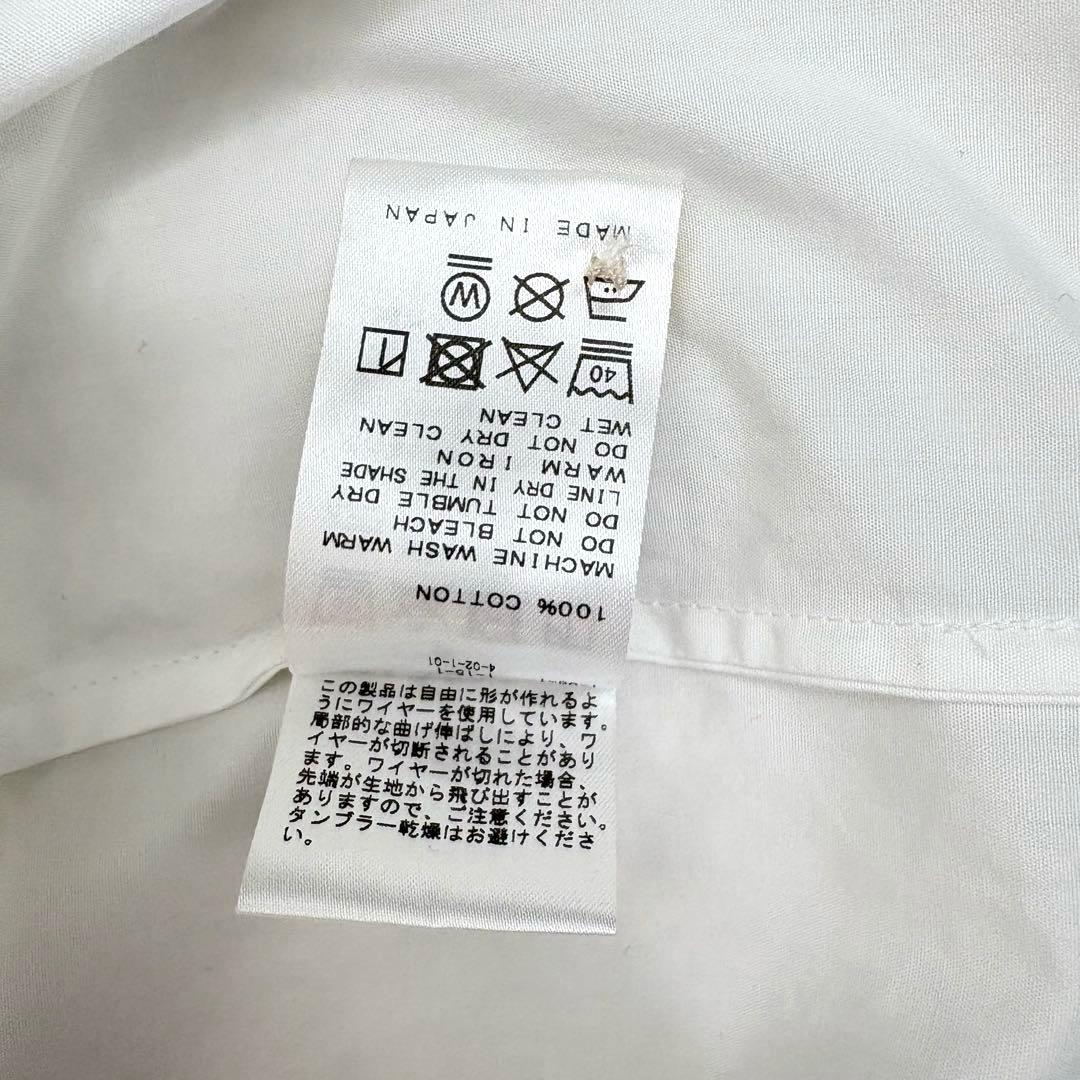 100% COTTON
MACHINE WASH WARM
DO NOT BLEACH
DO NOT TUMBLE DRY
LINE DRY IN THE SHADE
WARM IRON
DO NOT DRY CLEAN
WET CLEAN
40
W
MADE IN JAPAN
4-02-1-01
この製品は自由に形が作れるよ
うにワイヤーを使用しています。
局部的な曲げ伸ばしにより、ワ
イヤーが切断されることがあり
ます。ワイヤーが切れた場合、
先端が生地から飛び出すことが
ありますので、ご注意ください。
タンブラー乾燥はお避けくださ
い。